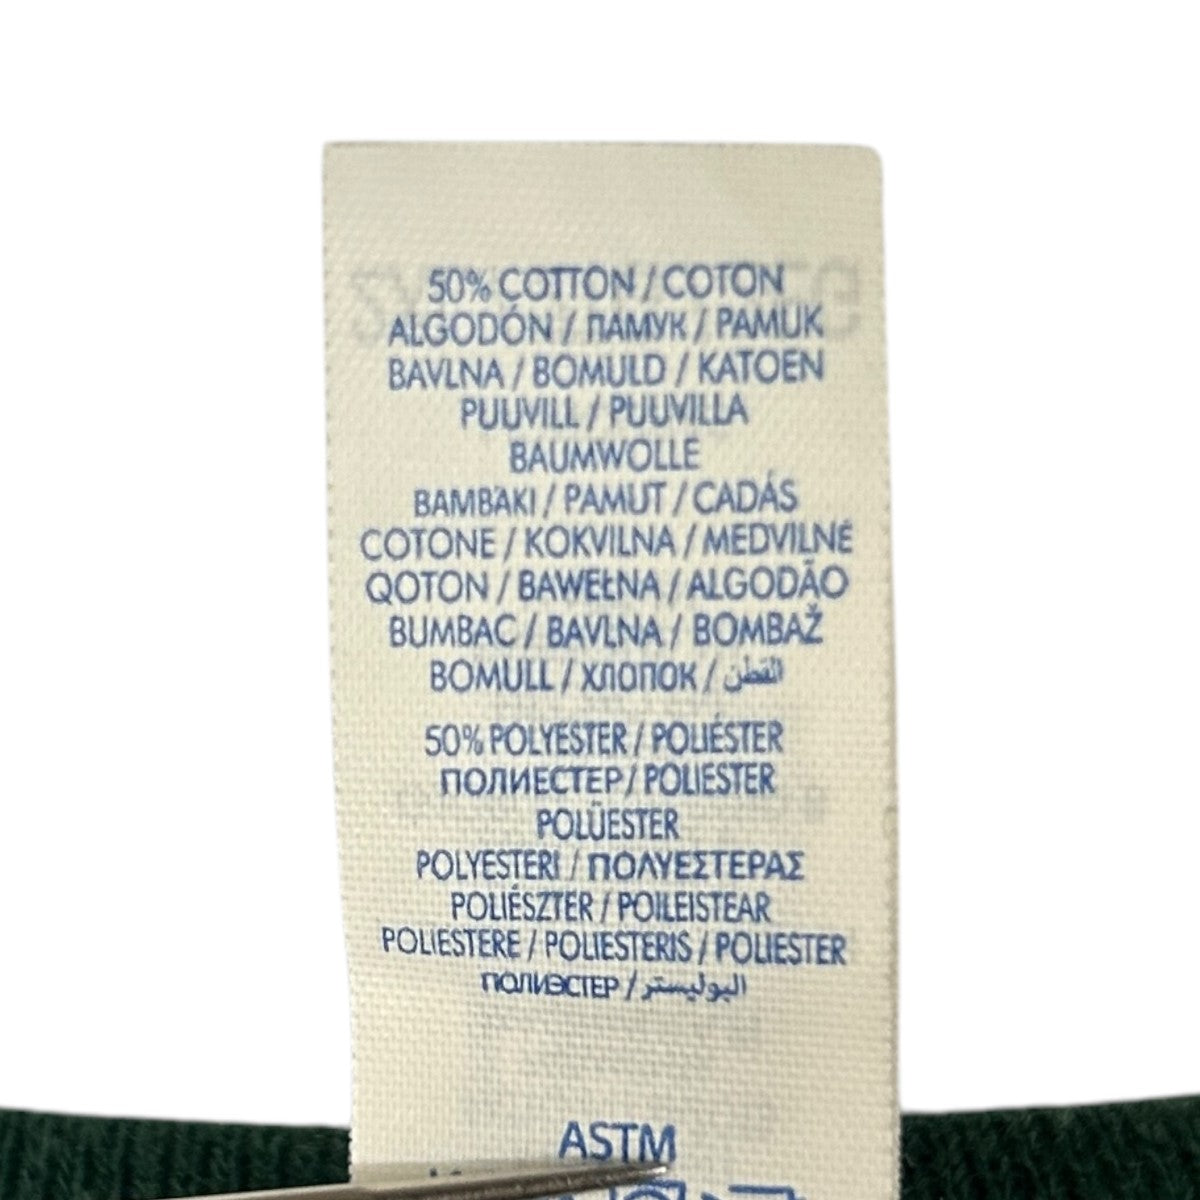 50% COTTON / COTON
ALGODÓN / ПАМУК / PAMUK
BAVLNA / BOMULD / KATOEN
PUUVILL / PUUVILLA
BAUMWOLLE
ΒΑΜΒΆΚΙ / PAMUT / CADÁS
COTONE / KOKVILNA / MEDVILNĖ
QOTON / BAWEŁNA / ALGODÃO
BUMBAC / BAVLNA / BOMBAŽ
BOMULL / ХЛОПОК / القطن
50% POLYESTER / POLIÉSTER
ПОЛИЕСТЕР / POLIESTER
POLÜESTER
POLYESTERI / ΠΟΛΥΕΣΤΕΡΑΣ
POLIÉSZTER / POILEISTEAR
POLIESTERE / POLIESTERIS / POLIESTER
ПОЛИЭСТЕР / البوليستر
ASTM